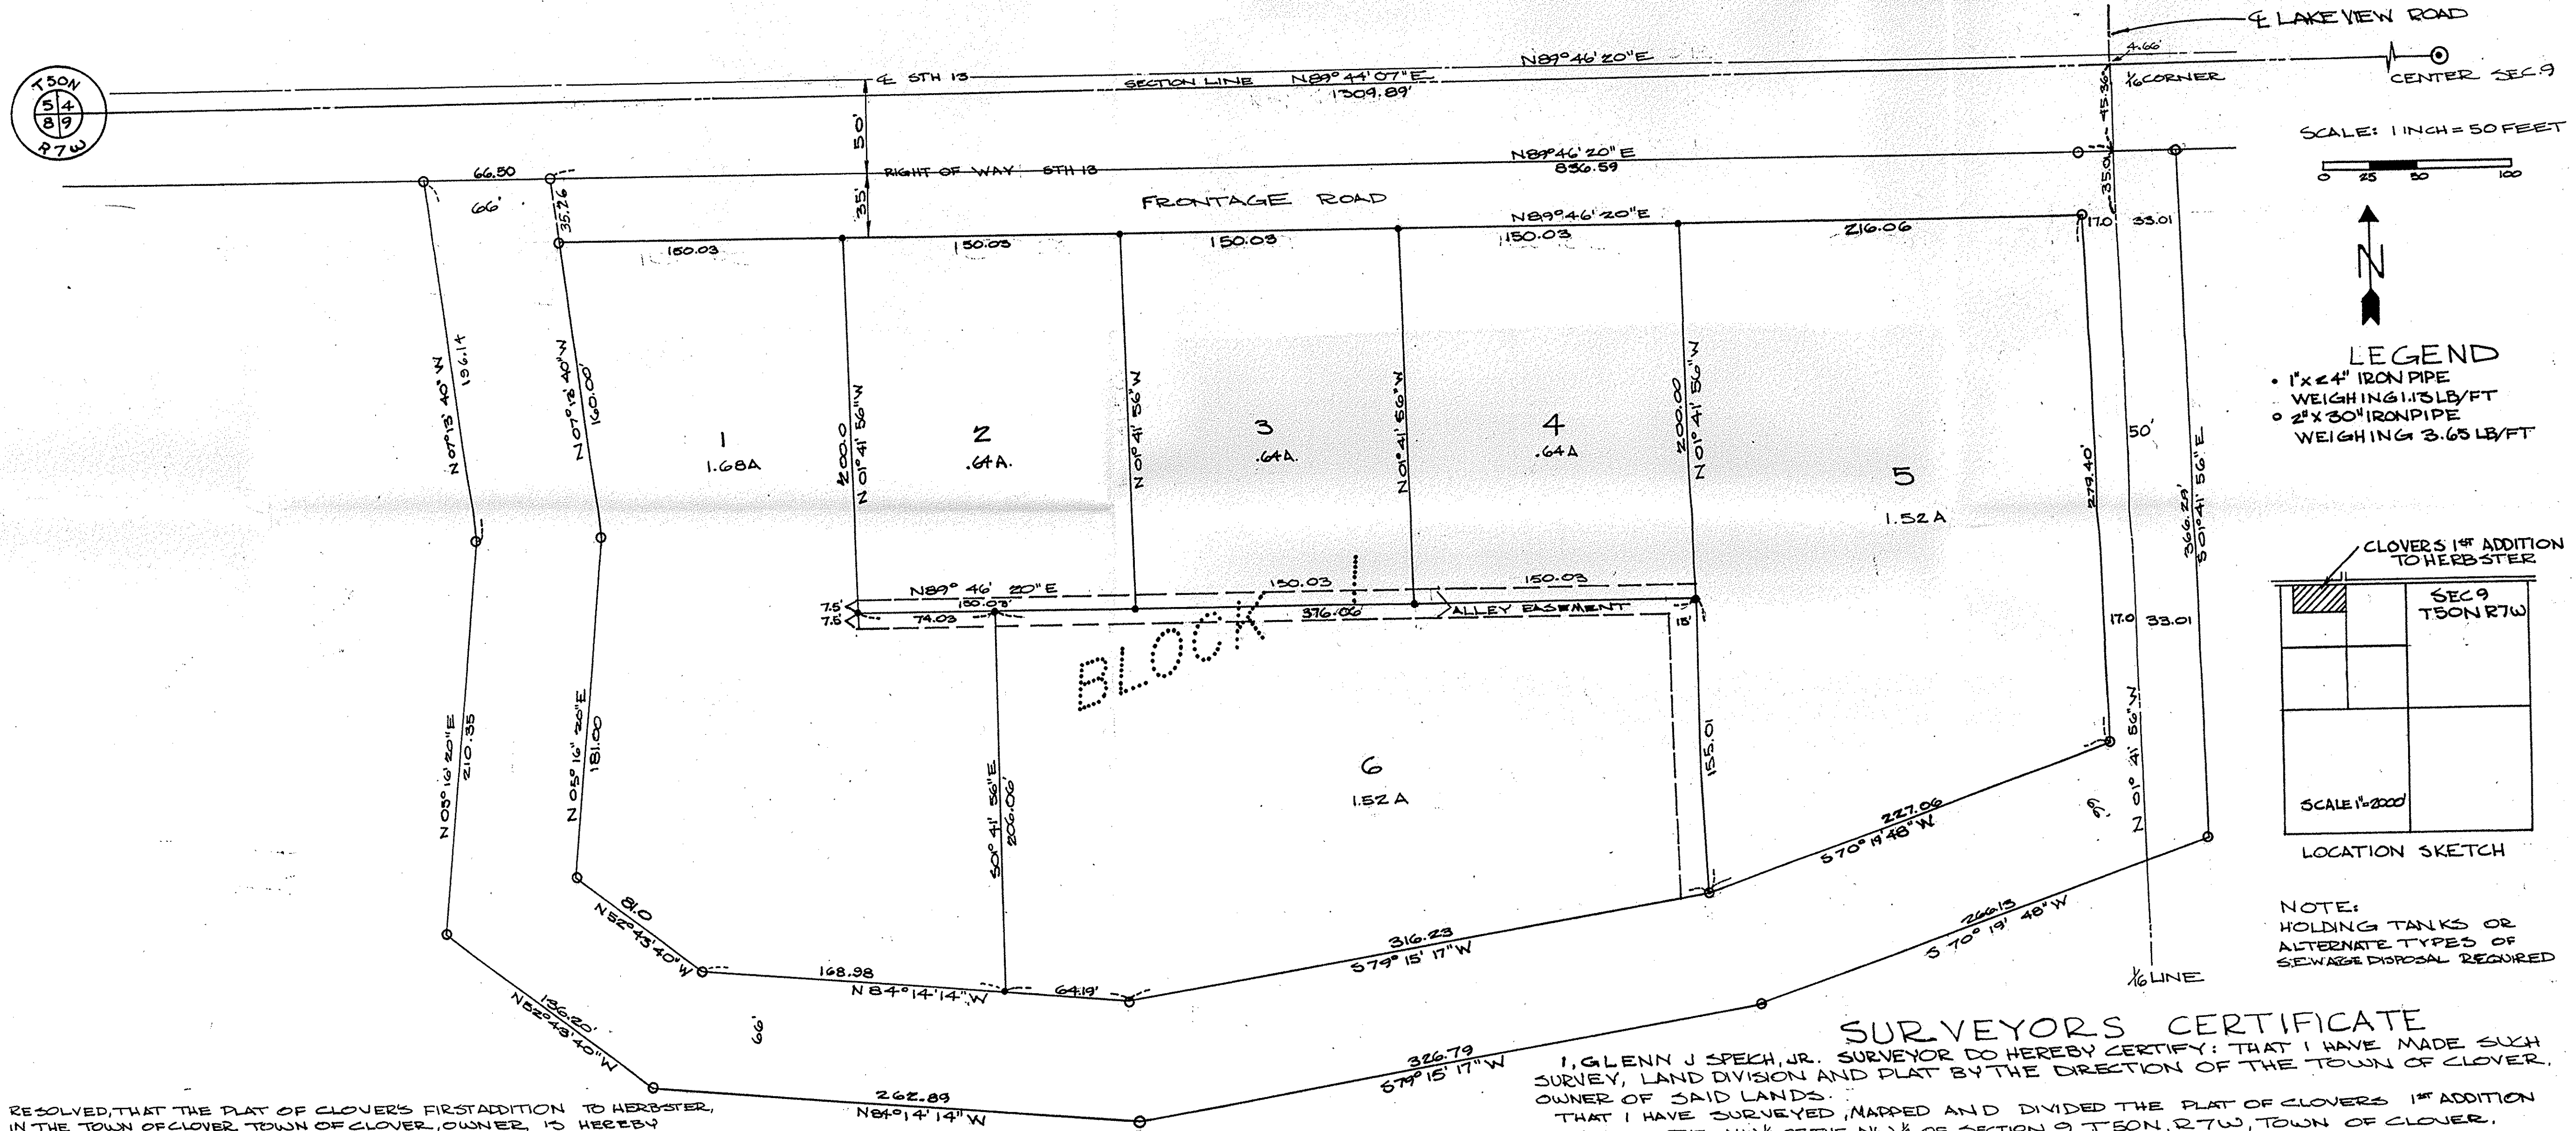 ℄ LAKEVIEW ROAD
4.66'
N89°46'20"E
℄ STH 13
SECTION LINE N89°44'07"E
1309.89'
1/16 CORNER
CENTER SEC.9
T50N
5 4
8 9
R7W
50'
45.36
SCALE: 1 INCH = 50 FEET
0 25 50 100
RIGHT OF WAY STH 13
N89°46'20"E
836.59
66.50
66'
35.26
35'
35.01
FRONTAGE ROAD
N89°46'20"E
150.03
150.03
150.03
150.03
216.06
17.0 33.01
N
LEGEND
• 1"X24" IRON PIPE
WEIGHING 1.13 LB/FT
o 2"X30" IRON PIPE
WEIGHING 3.65 LB/FT
N07°13'40"W
196.14
N07°13'40"W
160.00'
1
1.68A
200.0
N01°41'56"W
2
.64A.
N01°41'56"W
3
.64A.
N01°41'56"W
4
.64A
200.00
N01°41'56"W
5
1.52A
279.40'
50'
366.29'
S01°41'56"E
CLOVERS 1ST ADDITION
TO HERBSTER
SEC 9
T50N R7W
SCALE 1"=2000'
LOCATION SKETCH
N89°46'20"E
150.03'
150.03
150.03
7.5'
7.5'
74.03
376.06'
ALLEY EASEMENT
15'
17.0 33.01
BLOCK 1
N05°16'20"E
210.35
N05°16'20"E
181.00
S01°41'56"E
206.06'
6
1.52A
155.01
227.06
S70°19'48"W
66'
N01°41'56"W
81.0
N52°43'40"W
168.98
N84°14'14"W
64.19'
316.23
S79°15'17"W
266.13
S70°19'48"W
1/16 LINE
NOTE:
HOLDING TANKS OR
ALTERNATE TYPES OF
SEWAGE DISPOSAL REQUIRED
136.20'
N52°43'40"W
66'
262.89
N84°14'14"W
326.79
S79°15'17"W
SURVEYORS CERTIFICATE
I, GLENN J SPEICH, JR. SURVEYOR DO HEREBY CERTIFY: THAT I HAVE MADE SUCH
SURVEY, LAND DIVISION AND PLAT BY THE DIRECTION OF THE TOWN OF CLOVER,
OWNER OF SAID LANDS.
THAT I HAVE SURVEYED, MAPPED AND DIVIDED THE PLAT OF CLOVERS 1ST ADDITION
OF SECTION 9 T50N, R7W, TOWN OF CLOVER,
RESOLVED, THAT THE PLAT OF CLOVER'S FIRST ADDITION TO HERBSTER,
IN THE TOWN OF CLOVER, TOWN OF CLOVER, OWNER, IS HEREBY